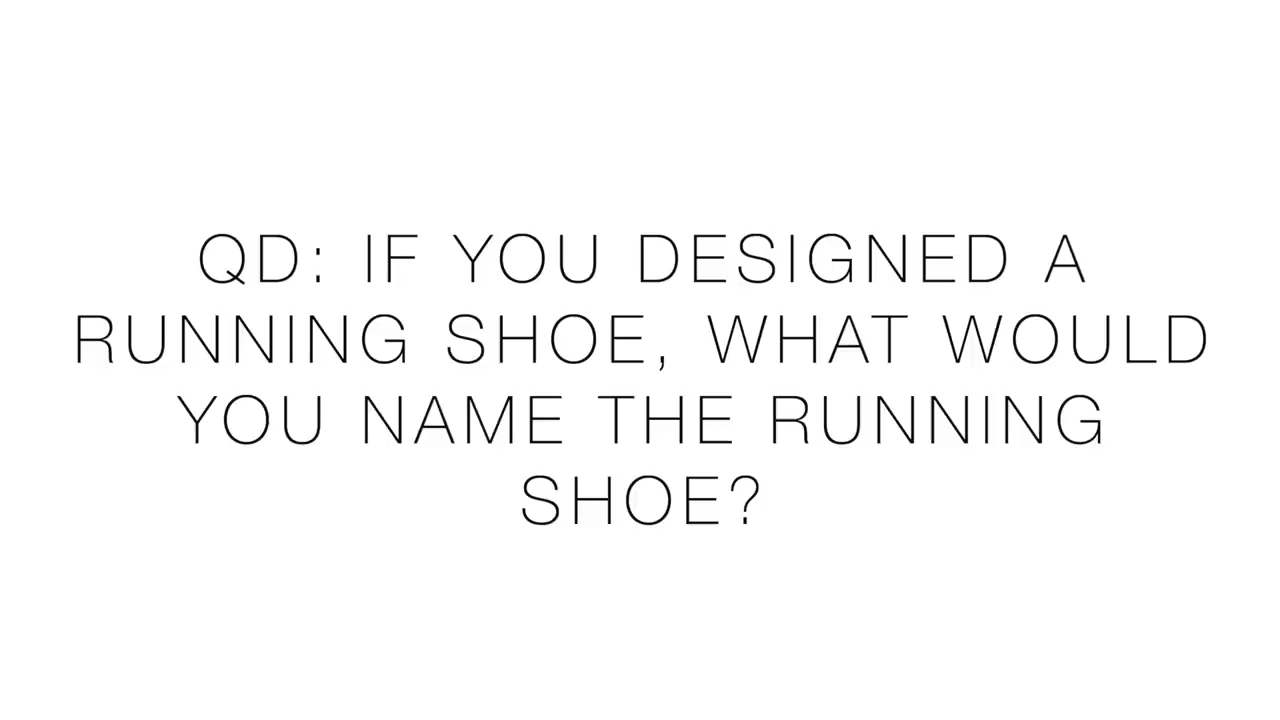 QD: IF YOU DESIGNED A
RUNNING SHOE, WHAT WOULD
YOU NAME THE RUNNING
SHOE?